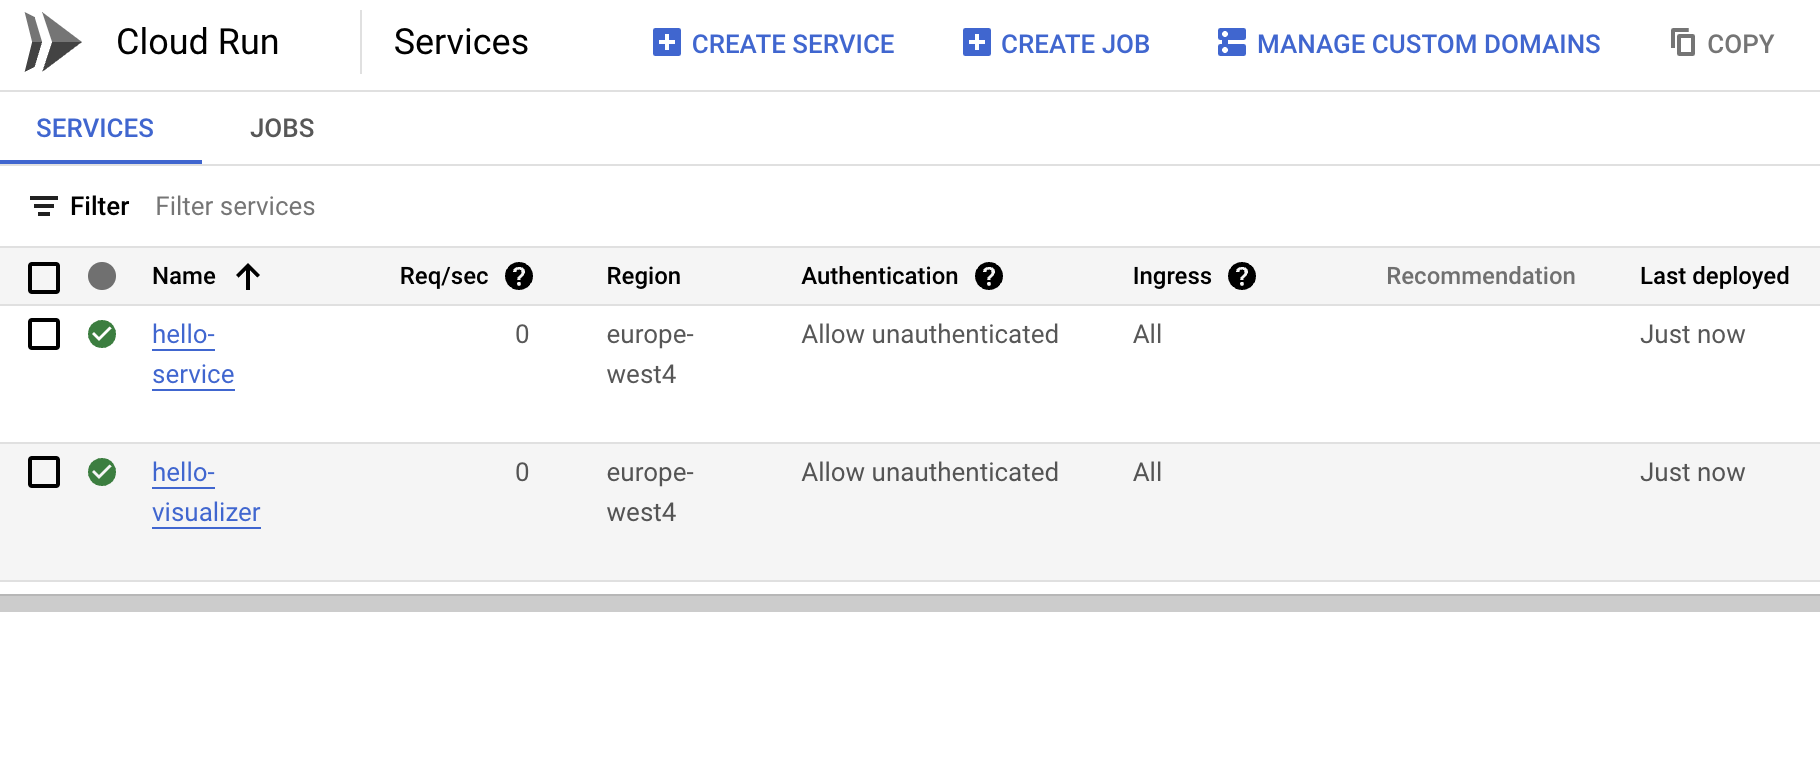 Cloud Run Services CREATE SERVICE CREATE JOB MANAGE CUSTOM DOMAINS COPY
SERVICES JOBS
Filter Filter services
Name Req/sec ? Region Authentication ? Ingress ? Recommendation Last deployed
hello- 0 europe- Allow unauthenticated All Just now
service west4
hello- 0 europe- Allow unauthenticated All Just now
visualizer west4